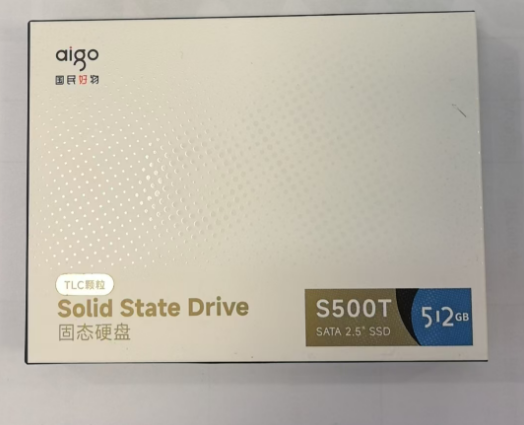 aigo
国民好物
TLC颗粒
Solid State Drive
固态硬盘
S500T
SATA 2.5" SSD
512GB